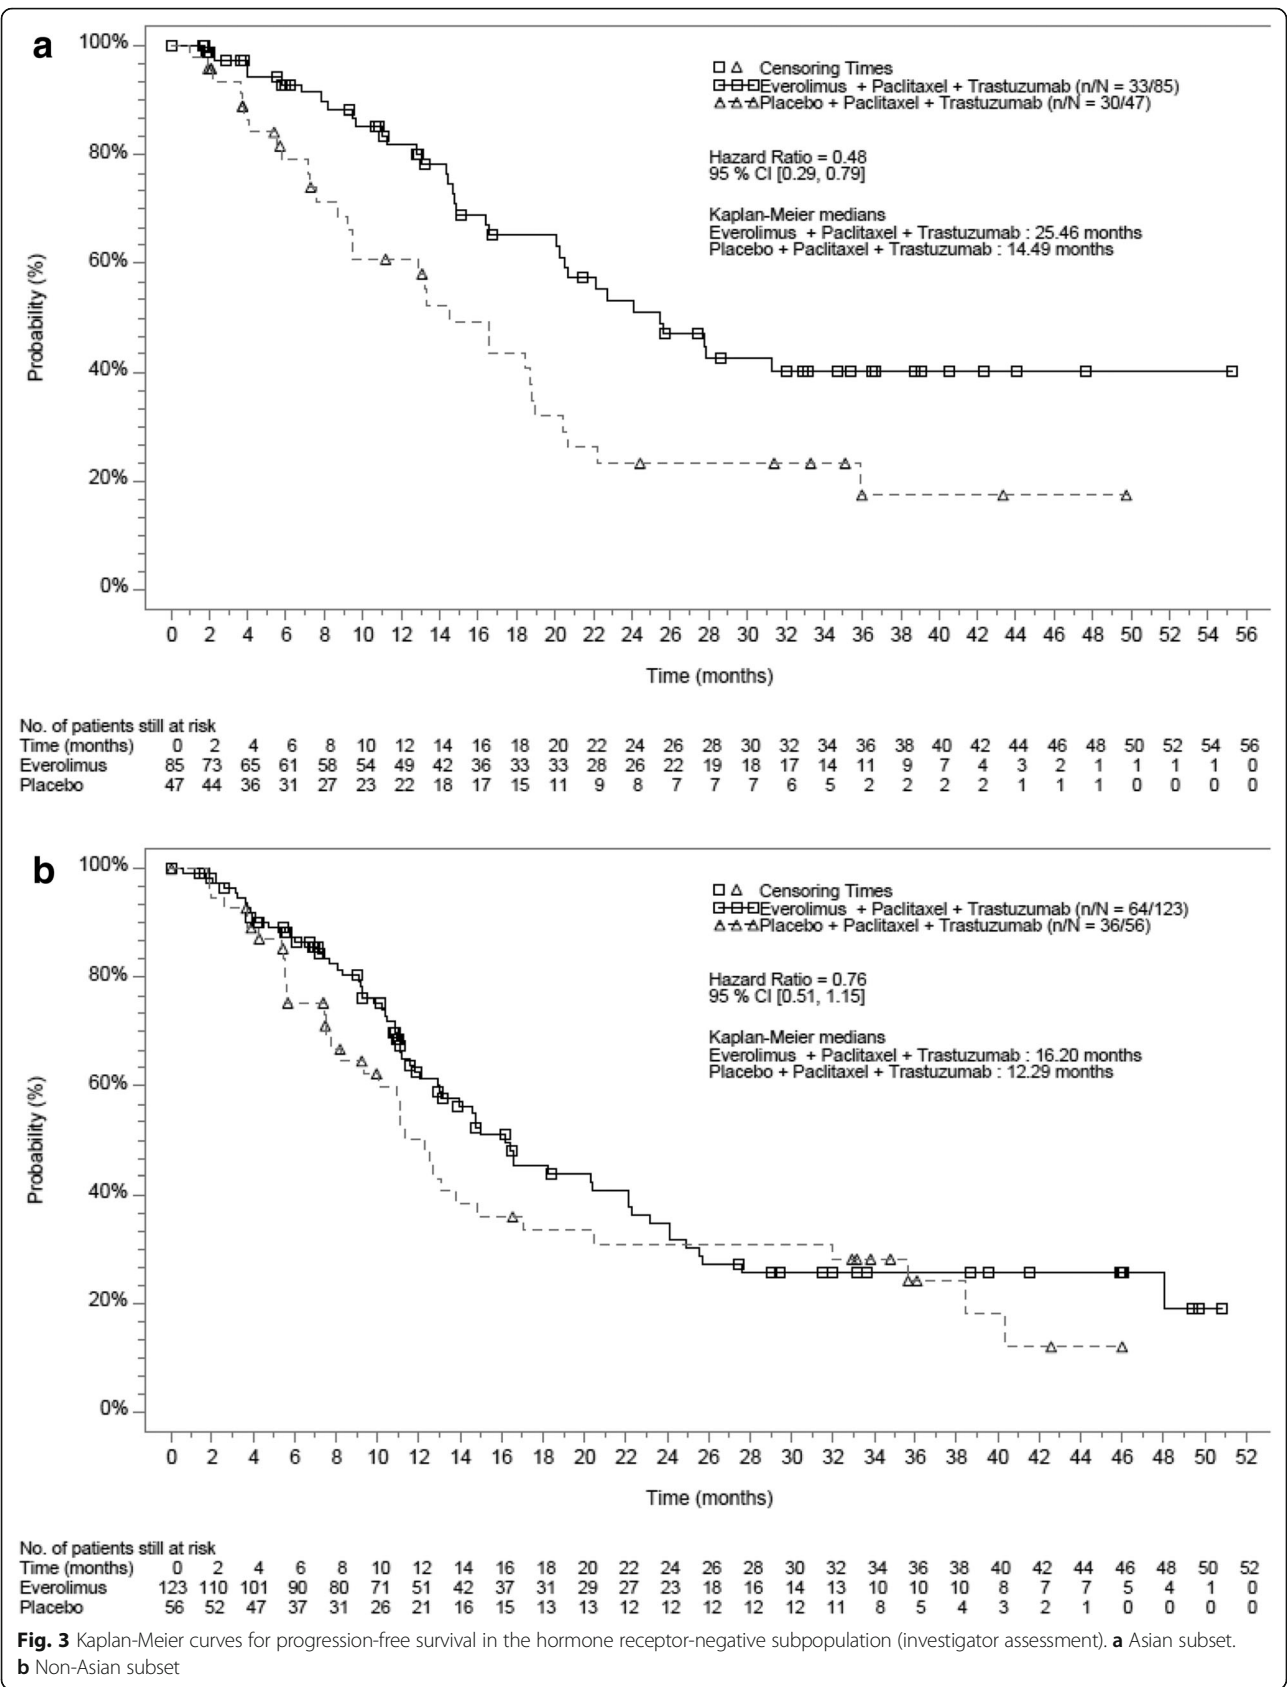 a
100%
80%
60%
40%
20%
0%
Probability (%)
Censoring Times
Everolimus + Paclitaxel + Trastuzumab (n/N = 33/85)
Placebo + Paclitaxel + Trastuzumab (n/N = 30/47)
Hazard Ratio = 0.48
95 % CI [0.29, 0.79]
Kaplan-Meier medians
Everolimus + Paclitaxel + Trastuzumab : 25.46 months
Placebo + Paclitaxel + Trastuzumab : 14.49 months
0 2 4 6 8 10 12 14 16 18 20 22 24 26 28 30 32 34 36 38 40 42 44 46 48 50 52 54 56
Time (months)
No. of patients still at risk
Time (months) 0 2 4 6 8 10 12 14 16 18 20 22 24 26 28 30 32 34 36 38 40 42 44 46 48 50 52 54 56
Everolimus 85 73 65 61 58 54 49 42 36 33 33 28 26 22 19 18 17 14 11 9 7 4 3 2 1 1 1 1 0
Placebo 47 44 36 31 27 23 22 18 17 15 11 9 8 7 7 7 6 5 2 2 2 2 1 1 1 0 0 0 0
b
100%
80%
60%
40%
20%
0%
Probability (%)
Censoring Times
Everolimus + Paclitaxel + Trastuzumab (n/N = 64/123)
Placebo + Paclitaxel + Trastuzumab (n/N = 36/56)
Hazard Ratio = 0.76
95 % CI [0.51, 1.15]
Kaplan-Meier medians
Everolimus + Paclitaxel + Trastuzumab : 16.20 months
Placebo + Paclitaxel + Trastuzumab : 12.29 months
0 2 4 6 8 10 12 14 16 18 20 22 24 26 28 30 32 34 36 38 40 42 44 46 48 50 52
Time (months)
No. of patients still at risk
Time (months) 0 2 4 6 8 10 12 14 16 18 20 22 24 26 28 30 32 34 36 38 40 42 44 46 48 50 52
Everolimus 123 110 101 90 80 71 51 42 37 31 29 27 23 18 16 14 13 10 10 10 8 7 7 5 4 1 0
Placebo 56 52 47 37 31 26 21 16 15 13 13 12 12 12 12 12 11 8 5 4 3 2 1 0 0 0 0
Fig. 3 Kaplan-Meier curves for progression-free survival in the hormone receptor-negative subpopulation (investigator assessment). a Asian subset.
b Non-Asian subset